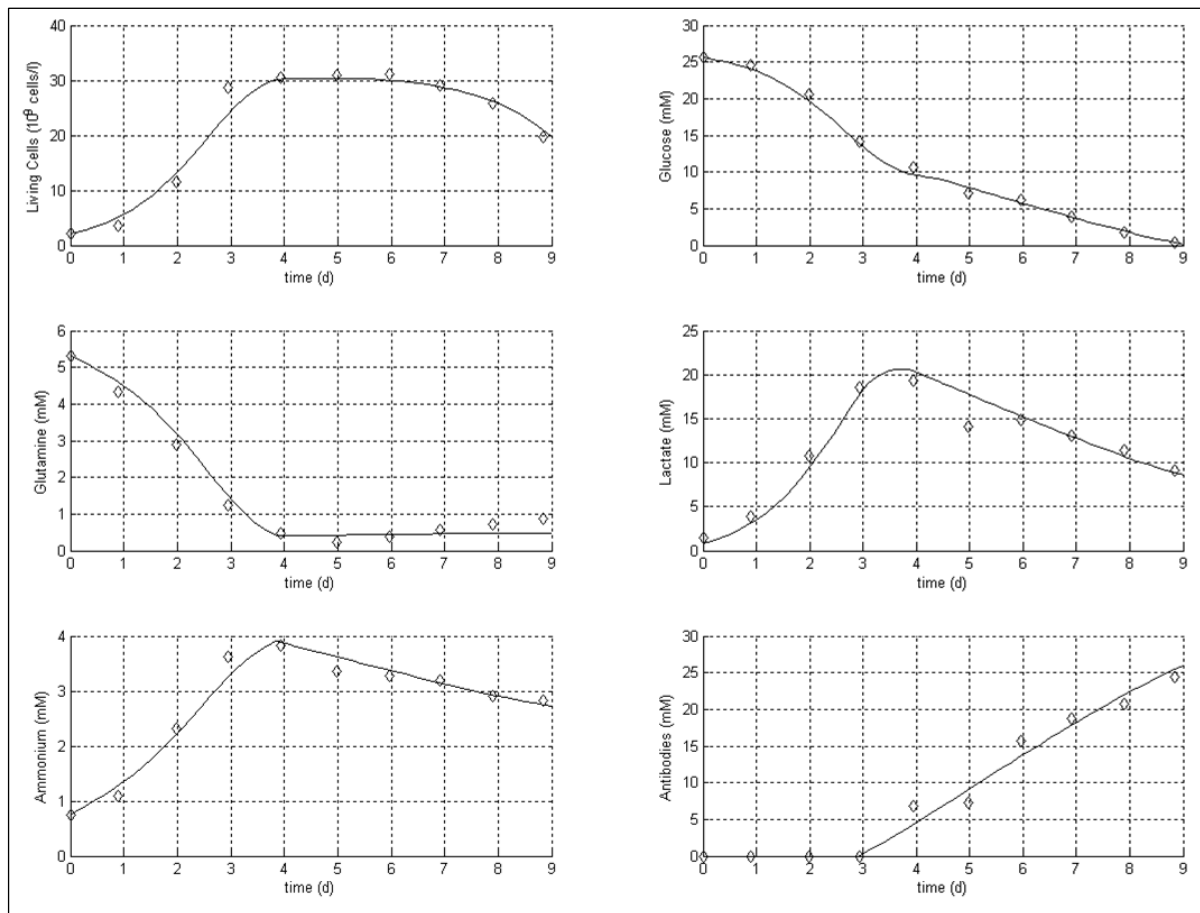 40
30
20
10
0
Living Cells (10^9 cells/l)
0 1 2 3 4 5 6 7 8 9
time (d)
30
25
20
15
10
5
0
Glucose (mM)
0 1 2 3 4 5 6 7 8 9
time (d)
6
5
4
3
2
1
0
Glutamine (mM)
0 1 2 3 4 5 6 7 8 9
time (d)
25
20
15
10
5
0
Lactate (mM)
0 1 2 3 4 5 6 7 8 9
time (d)
4
3
2
1
0
Ammonium (mM)
0 1 2 3 4 5 6 7 8 9
time (d)
30
25
20
15
10
5
0
Antibodies (mM)
0 1 2 3 4 5 6 7 8 9
time (d)